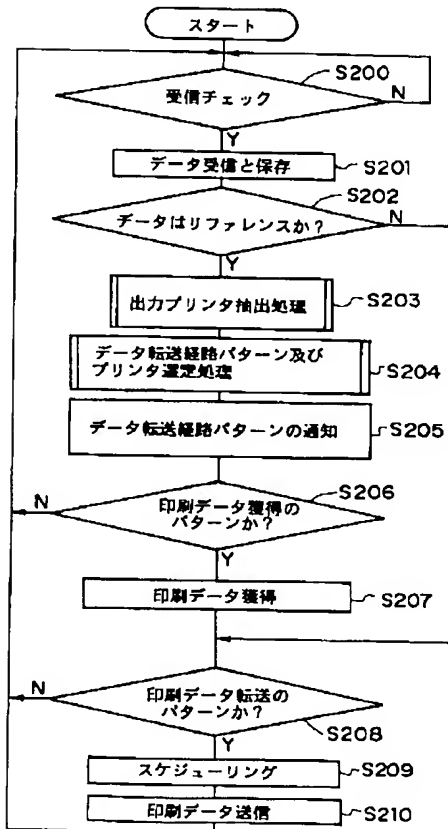 スタート
S200
受信チェック
N
Y
データ受信と保存
S201
S202
データはリファレンスか?
N
Y
出力プリンタ抽出処理
S203
データ転送経路パターン及び
プリンタ選定処理
S204
データ転送経路パターンの通知
S205
S206
N
印刷データ獲得の
パターンか?
Y
印刷データ獲得
S207
N
印刷データ転送の
パターンか?
S208
Y
スケジューリング
S209
印刷データ送信
S210